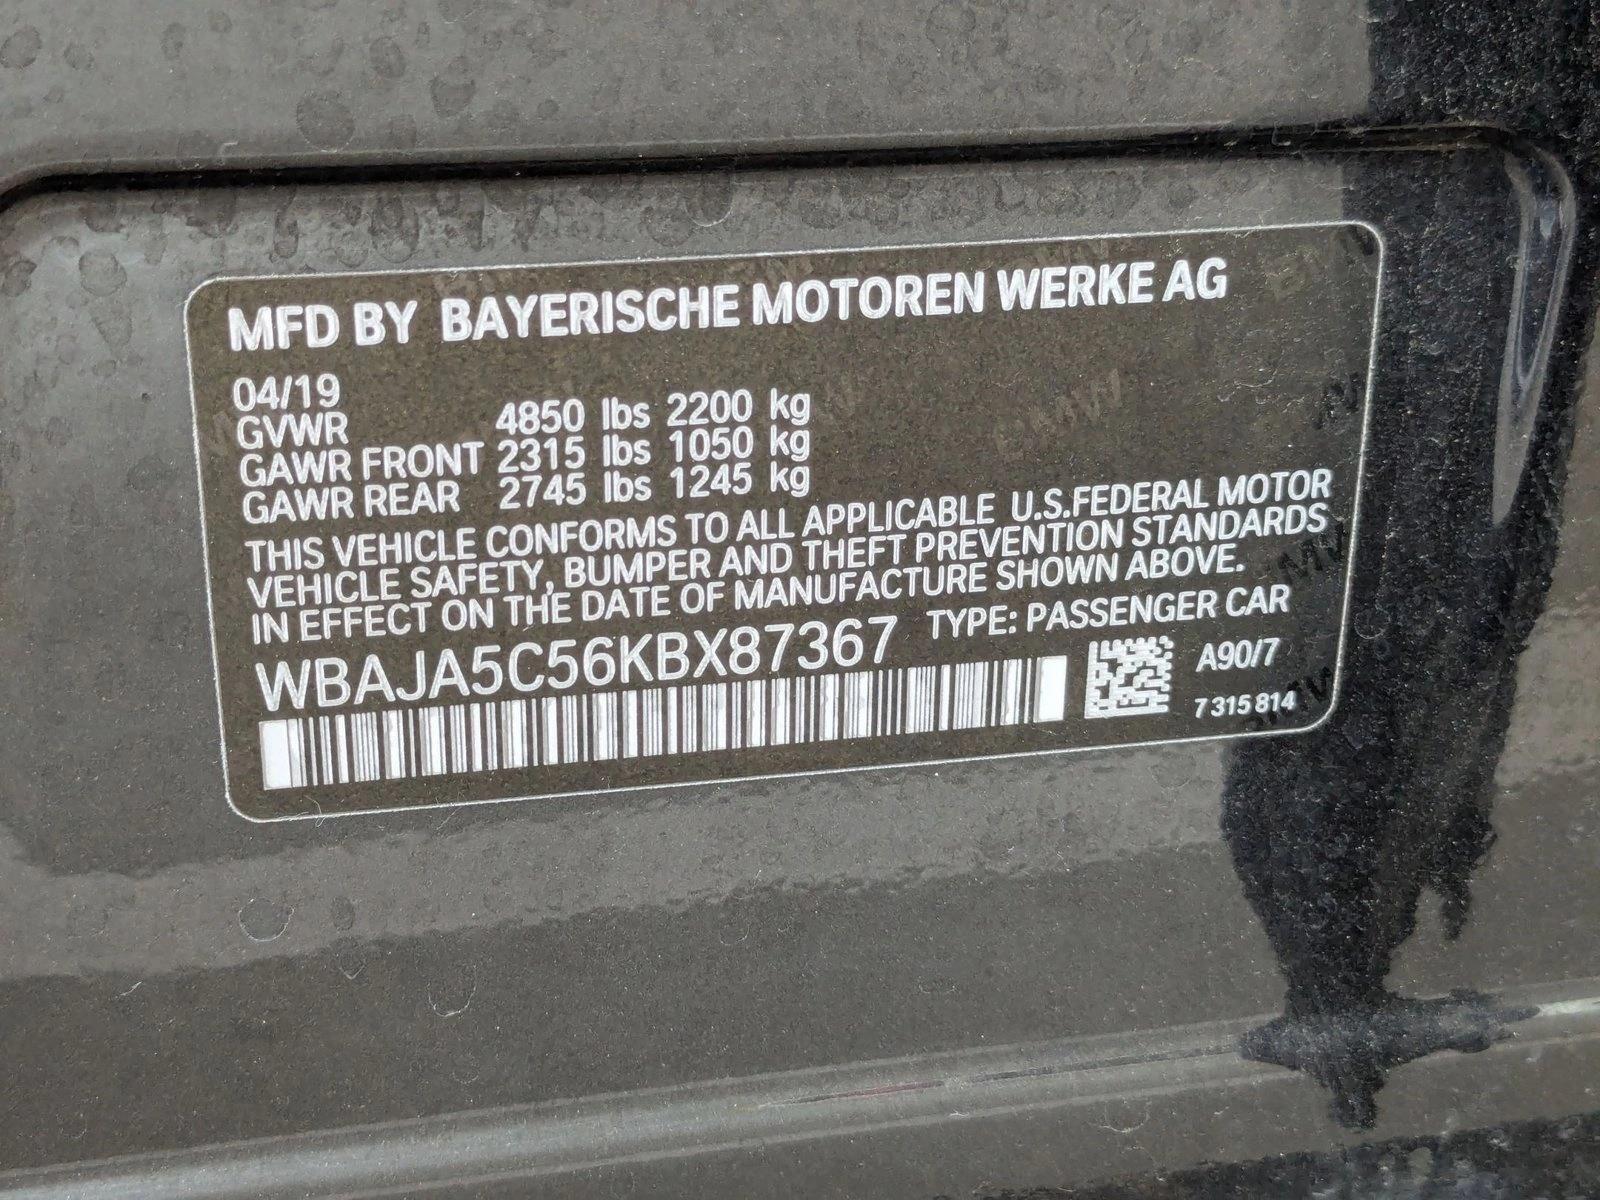 MFD BY BAYERISCHE MOTOREN WERKE AG
04/19
GVWR 4850 lbs 2200 kg
GAWR FRONT 2315 lbs 1050 kg
GAWR REAR 2745 lbs 1245 kg
THIS VEHICLE CONFORMS TO ALL APPLICABLE U.S.FEDERAL MOTOR
VEHICLE SAFETY, BUMPER AND THEFT PREVENTION STANDARDS
IN EFFECT ON THE DATE OF MANUFACTURE SHOWN ABOVE.
WBAJA5C56KBX87367 TYPE: PASSENGER CAR
A90/7
7 315 814